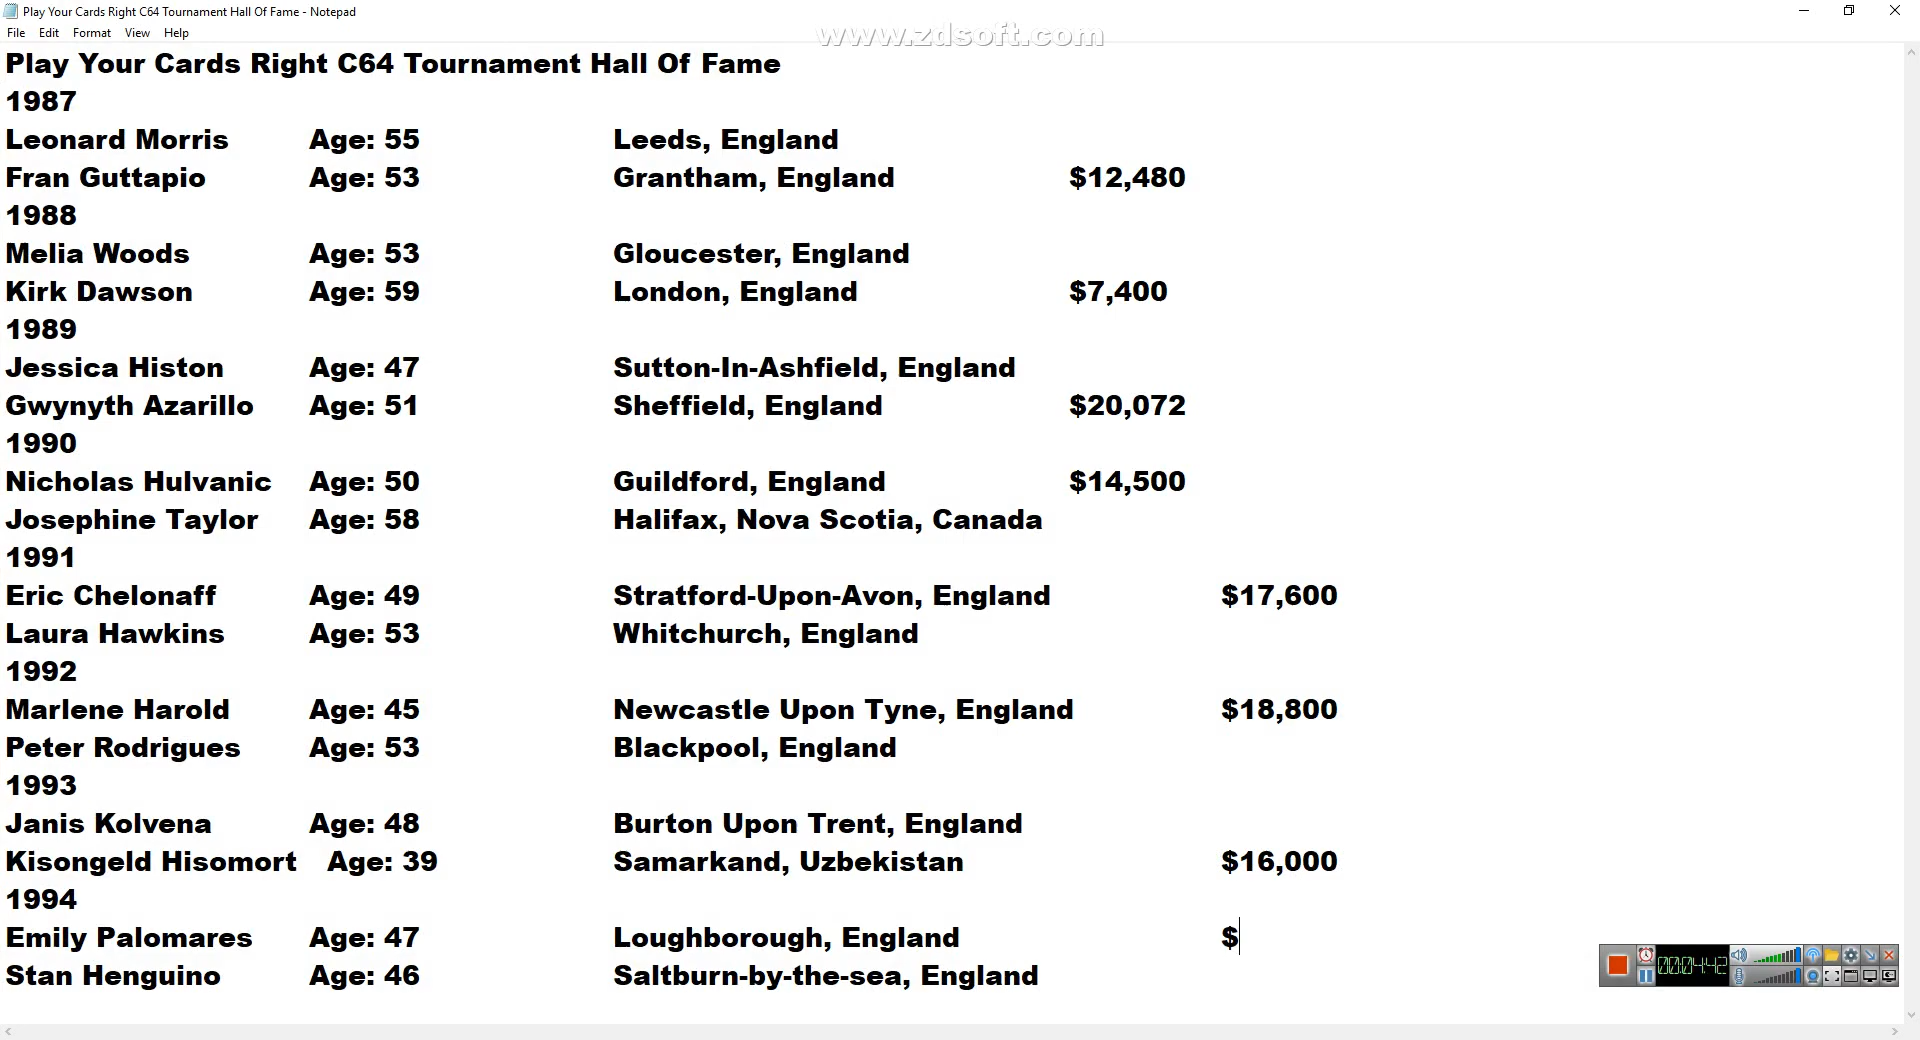 Play Your Cards Right C64 Tournament Hall Of Fame - Notepad
File Edit Format View Help
www.zdsoft.com
Play Your Cards Right C64 Tournament Hall Of Fame
1987
Leonard Morris Age: 55 Leeds, England
Fran Guttapio Age: 53 Grantham, England $12,480
1988
Melia Woods Age: 53 Gloucester, England
Kirk Dawson Age: 59 London, England $7,400
1989
Jessica Histon Age: 47 Sutton-In-Ashfield, England
Gwynyth Azarillo Age: 51 Sheffield, England $20,072
1990
Nicholas Hulvanic Age: 50 Guildford, England $14,500
Josephine Taylor Age: 58 Halifax, Nova Scotia, Canada
1991
Eric Chelonaff Age: 49 Stratford-Upon-Avon, England $17,600
Laura Hawkins Age: 53 Whitchurch, England
1992
Marlene Harold Age: 45 Newcastle Upon Tyne, England $18,800
Peter Rodrigues Age: 53 Blackpool, England
1993
Janis Kolvena Age: 48 Burton Upon Trent, England
Kisongeld Hisomort Age: 39 Samarkand, Uzbekistan $16,000
1994
Emily Palomares Age: 47 Loughborough, England $
Stan Henguino Age: 46 Saltburn-by-the-sea, England
00:04:42